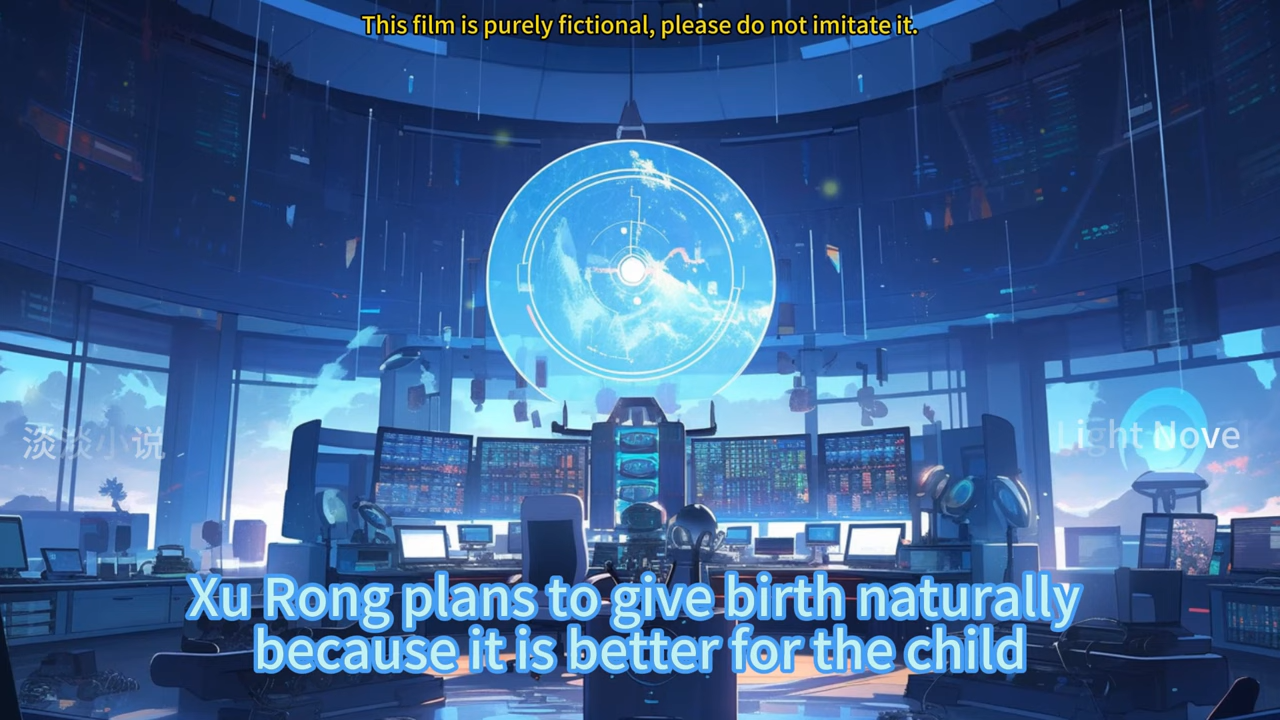 This film is purely fictional, please do not imitate it.
淡淡小说
Light Nove
Xu Rong plans to give birth naturally
because it is better for the child